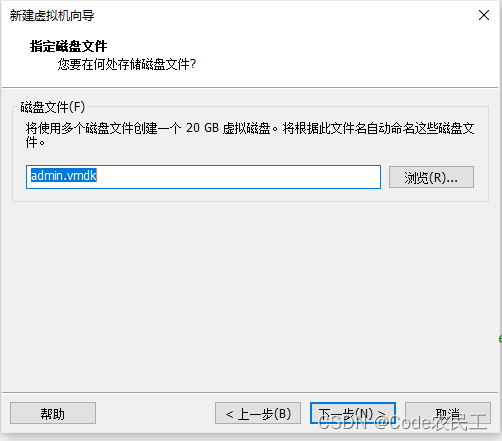 新建虚拟机向导
指定磁盘文件
您要在何处存储磁盘文件?
磁盘文件(F)
将使用多个磁盘文件创建一个 20 GB 虚拟磁盘。将根据此文件名自动命名这些磁盘文
件。
admin.vmdk
浏览(R)...
帮助
< 上一步(B)
下一步(N) >
取消
CSDN @Code农民工